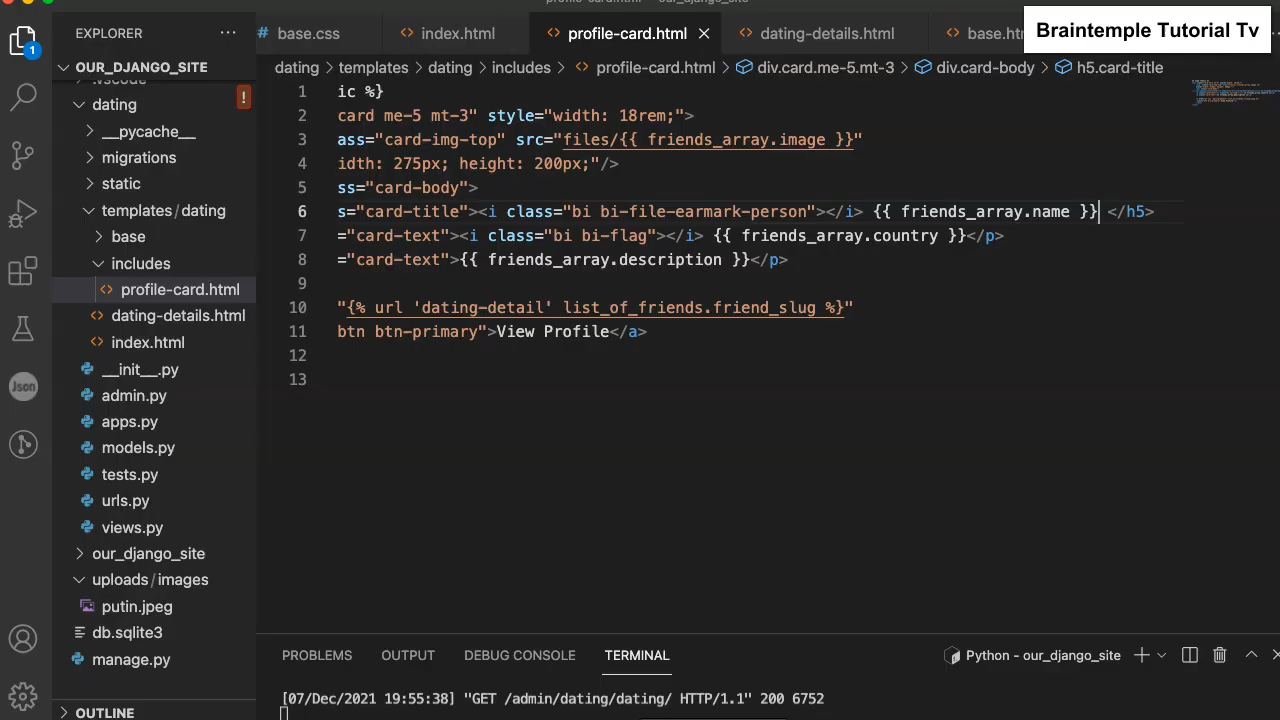 profile-card.html — our_django_site
Braintemple Tutorial Tv
EXPLORER ···
# base.css
<> index.html
<> profile-card.html ×
<> dating-details.html
<> base.ht
OUR_DJANGO_SITE
dating > templates > dating > includes > <> profile-card.html > div.card.me-5.mt-3 > div.card-body > h5.card-title
.vscode
dating
__pycache__
migrations
static
templates/dating
base
includes
<> profile-card.html
<> dating-details.html
<> index.html
__init__.py
admin.py
apps.py
models.py
tests.py
urls.py
views.py
our_django_site
uploads/images
putin.jpeg
db.sqlite3
manage.py
OUTLINE
1
Json
!
1 ic %}
2 card me-5 mt-3" style="width: 18rem;">
3 ass="card-img-top" src="files/{{ friends_array.image }}"
4 idth: 275px; height: 200px;"/>
5 ss="card-body">
6 s="card-title"><i class="bi bi-file-earmark-person"></i> {{ friends_array.name }} </h5>
7 ="card-text"><i class="bi bi-flag"></i> {{ friends_array.country }}</p>
8 ="card-text">{{ friends_array.description }}</p>
9
10 "{% url 'dating-detail' list_of_friends.friend_slug %}"
11 btn btn-primary">View Profile</a>
12
13
PROBLEMS OUTPUT DEBUG CONSOLE TERMINAL
Python - our_django_site
[07/Dec/2021 19:55:38] "GET /admin/dating/dating/ HTTP/1.1" 200 6752